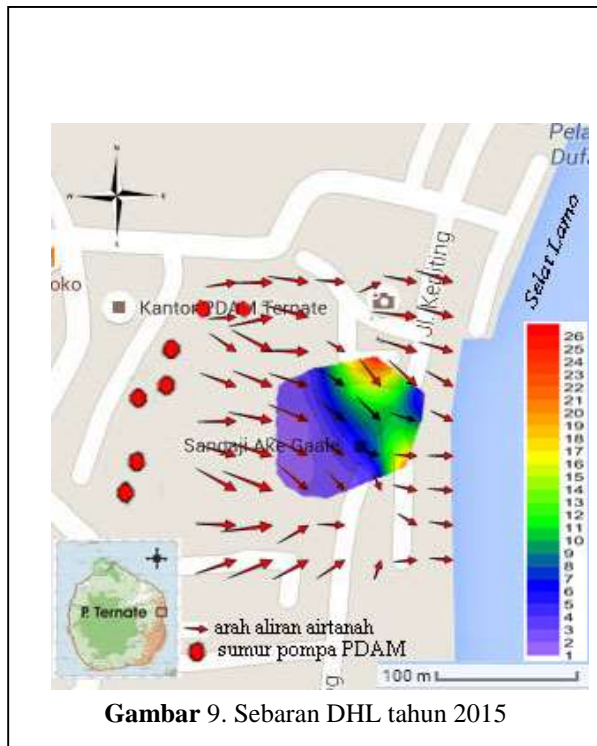 Pela
Dufa
N
W
E
S
Selat Lamo
Jl. Keniting
oko
Kantor PDAM Ternate
Sangaji Ake Gaale
26
25
24
23
22
21
20
19
18
17
16
15
14
13
12
11
10
9
8
7
6
5
4
3
2
1
P. Ternate
arah aliran airtanah
sumur pompa PDAM
100 m
Gambar 9. Sebaran DHL tahun 2015